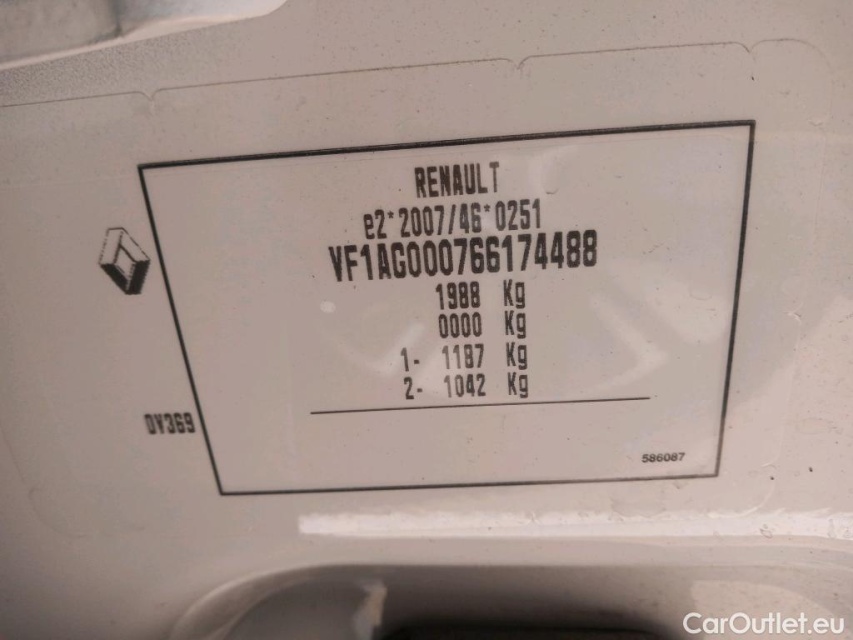 RENAULT
e2*2007/46*0251
VF1AG000766174488
1988 Kg
0000 Kg
1- 1187 Kg
2- 1042 Kg
0V369
586087
CarOutlet.eu